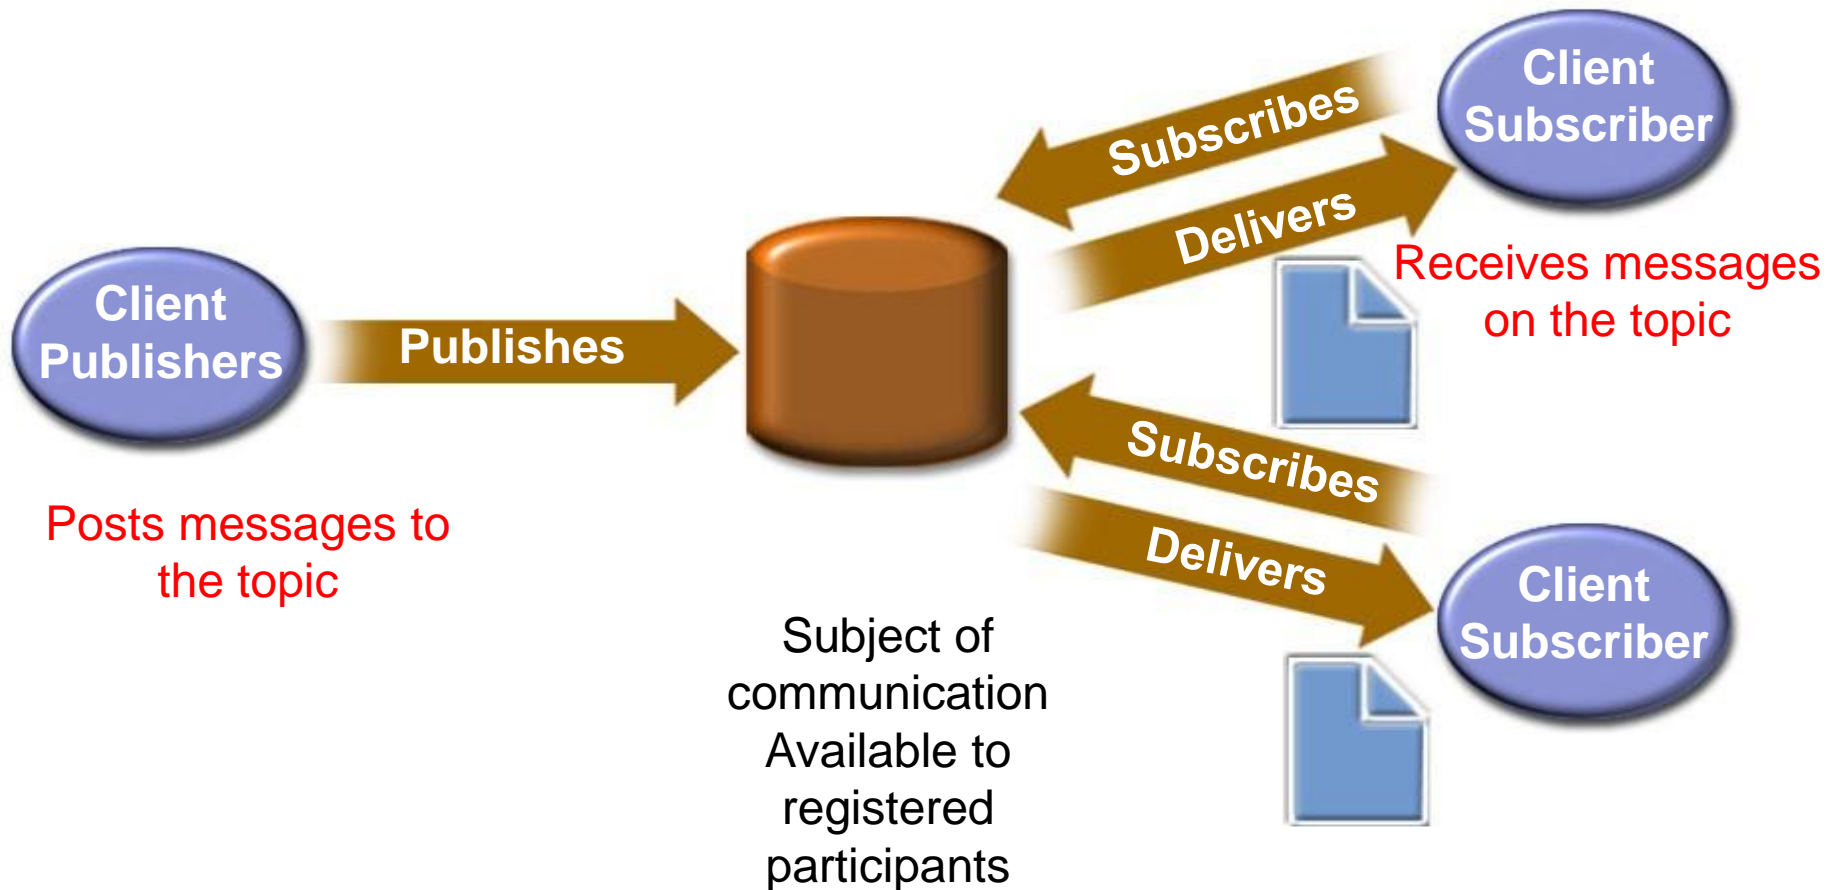 Client
Publishers
Posts messages to
the topic
Publishes
Subject of
communication
Available to
registered
participants
Subscribes
Delivers
Client
Subscriber
Receives messages
on the topic
Subscribes
Delivers
Client
Subscriber